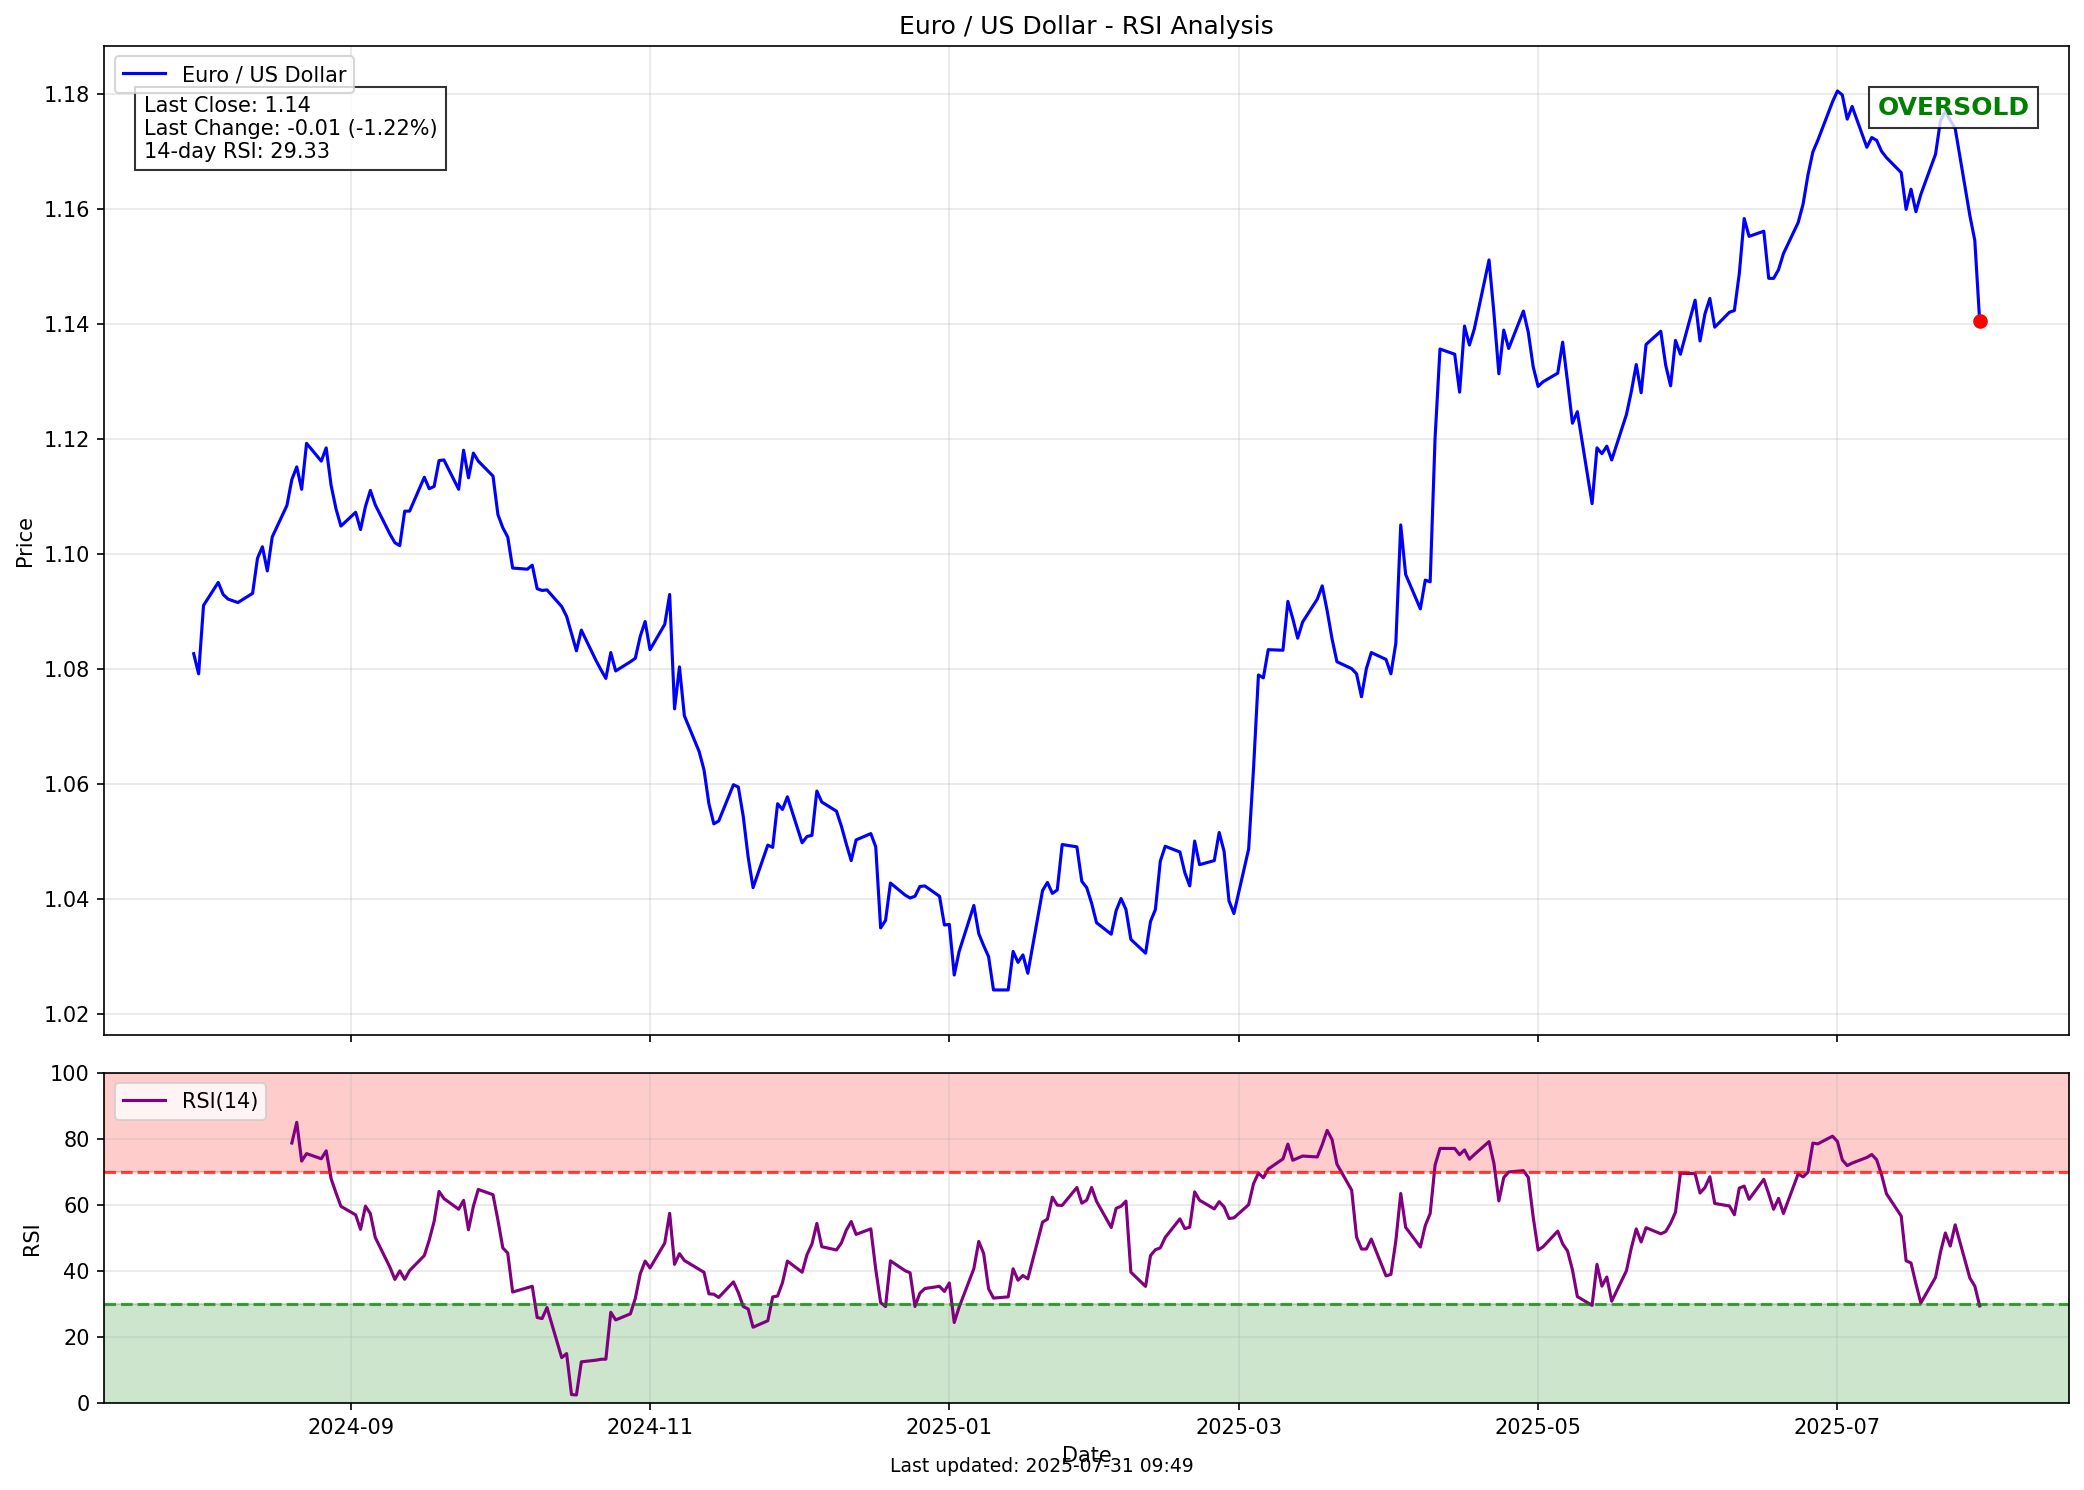 Euro / US Dollar - RSI Analysis
Euro / US Dollar
Last Close: 1.14
Last Change: -0.01 (-1.22%)
14-day RSI: 29.33
OVERSOLD
Price
1.18
1.16
1.14
1.12
1.10
1.08
1.06
1.04
1.02
RSI
RSI(14)
100
80
60
40
20
0
2024-09
2024-11
2025-01
2025-03
2025-05
2025-07
Date
Last updated: 2025-07-31 09:49